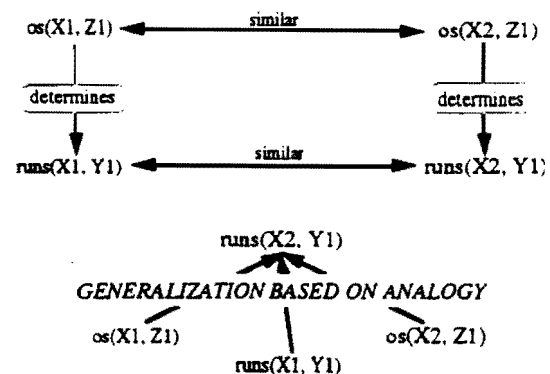 os(X1, Z1) similar os(X2, Z1)
determines determines
runs(X1, Y1) similar runs(X2, Y1)
runs(X2, Y1)
GENERALIZATION BASED ON ANALOGY
os(X1, Z1) os(X2, Z1)
runs(X1, Y1)